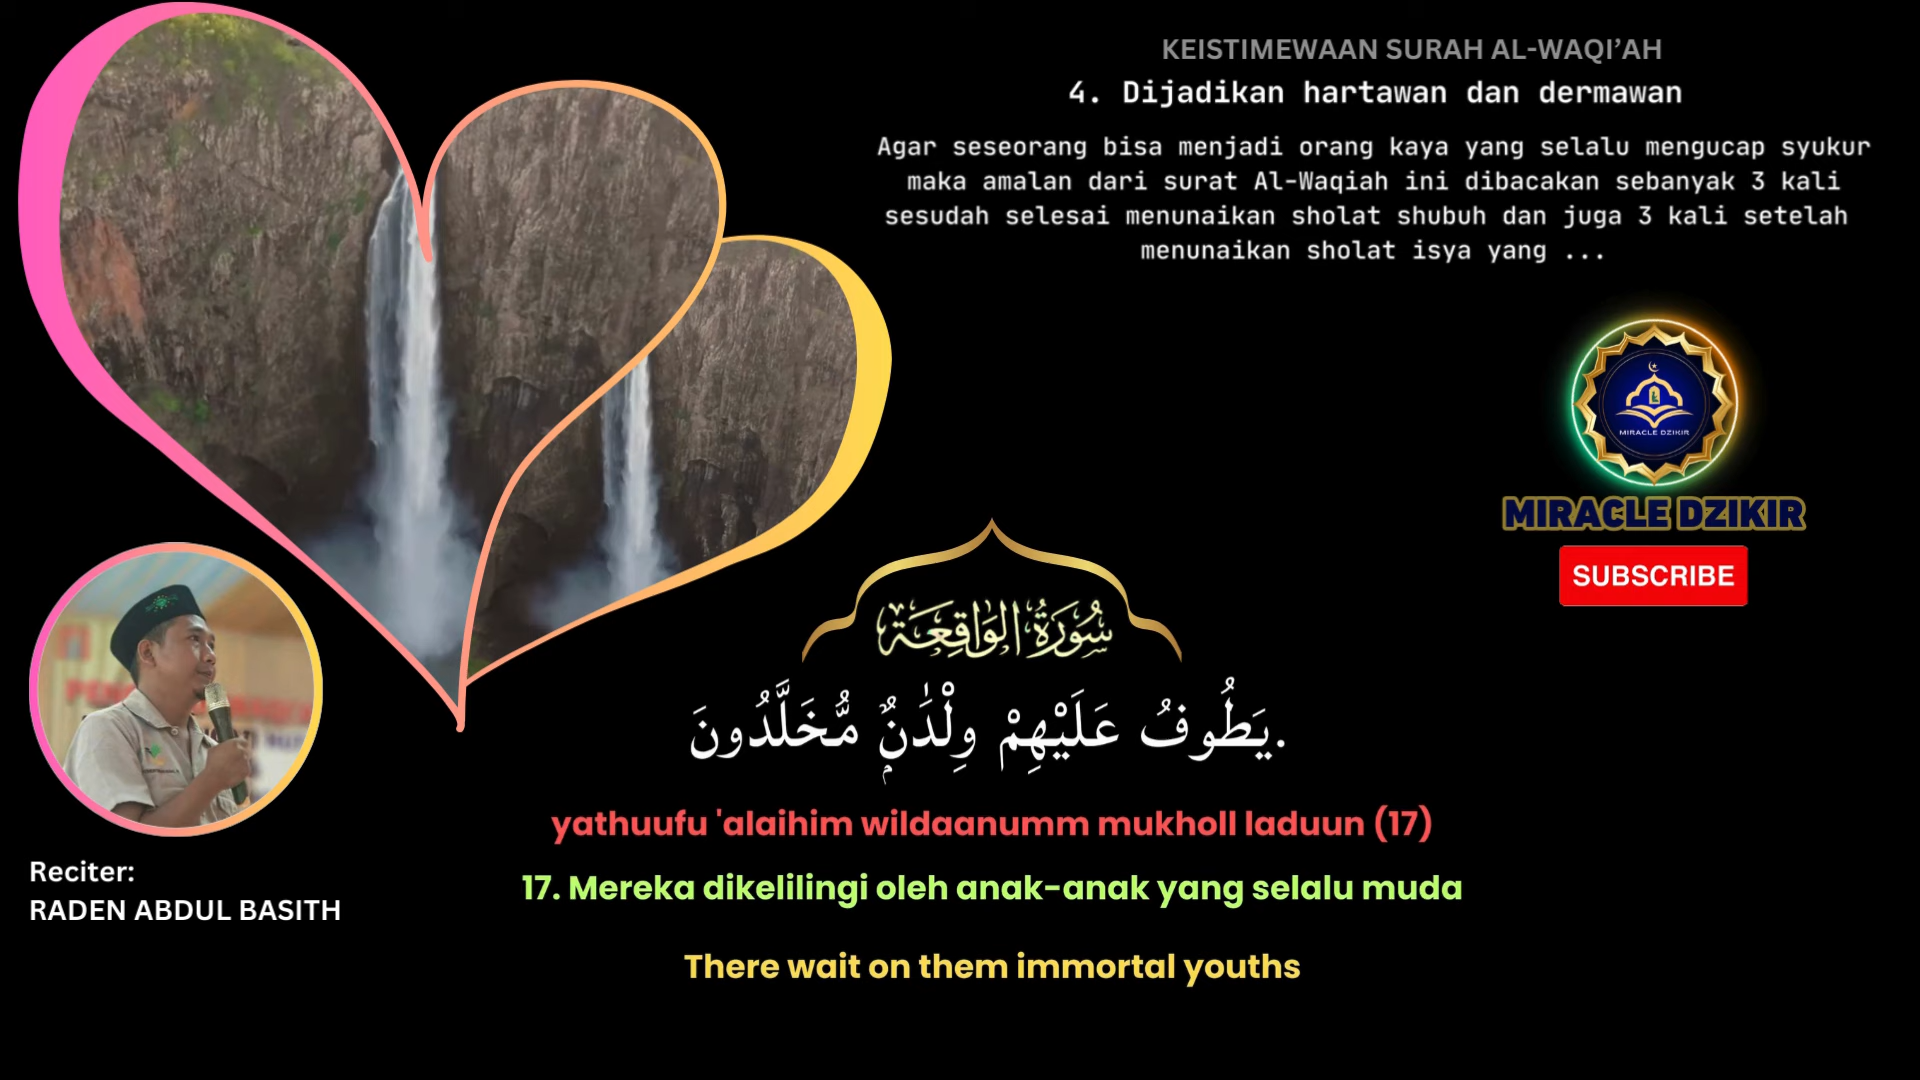 KEISTIMEWAAN SURAH AL-WAQI’AH
4. Dijadikan hartawan dan dermawan
Agar seseorang bisa menjadi orang kaya yang selalu mengucap syukur
maka amalan dari surat Al-Waqiah ini dibacakan sebanyak 3 kali
sesudah selesai menunaikan sholat shubuh dan juga 3 kali setelah
menunaikan sholat isya yang ...
MIRACLE DZIKIR
MIRACLE DZIKIR
SUBSCRIBE
سُورَةُ الوَاقِعَة
.يَطُوفُ عَلَيْهِمْ وِلْدَٰنٌۭ مُّخَلَّدُونَ
yathuufu 'alaihim wildaanumm mukholl laduun (17)
17. Mereka dikelilingi oleh anak-anak yang selalu muda
There wait on them immortal youths
Reciter:
RADEN ABDUL BASITH